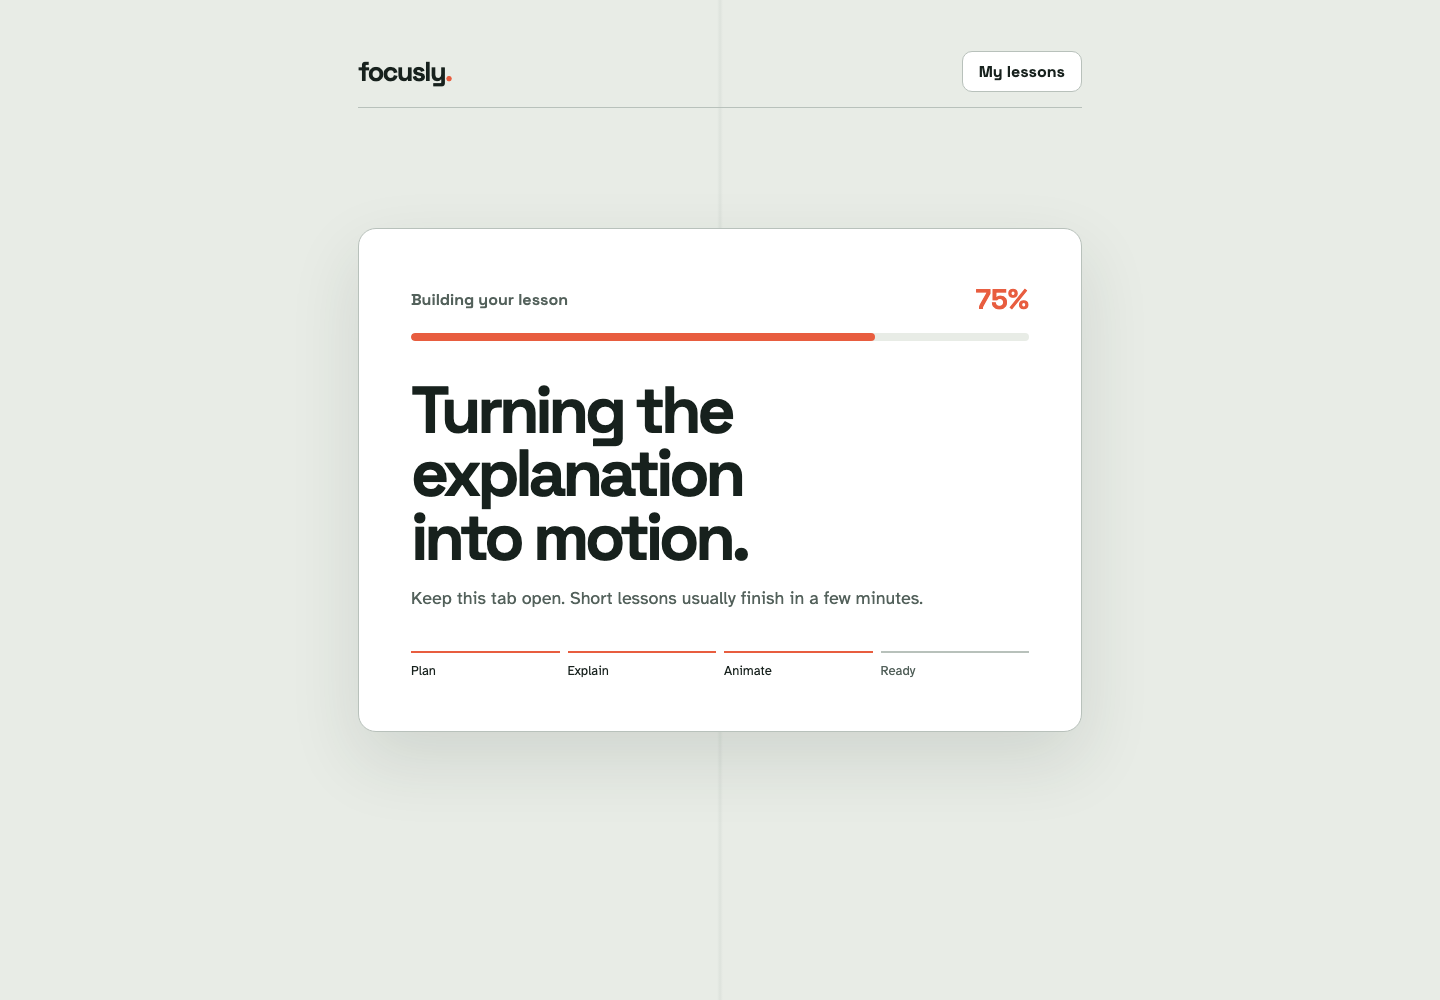 focusly.
My lessons
Building your lesson
75%
Turning the
explanation
into motion.
Keep this tab open. Short lessons usually finish in a few minutes.
Plan
Explain
Animate
Ready